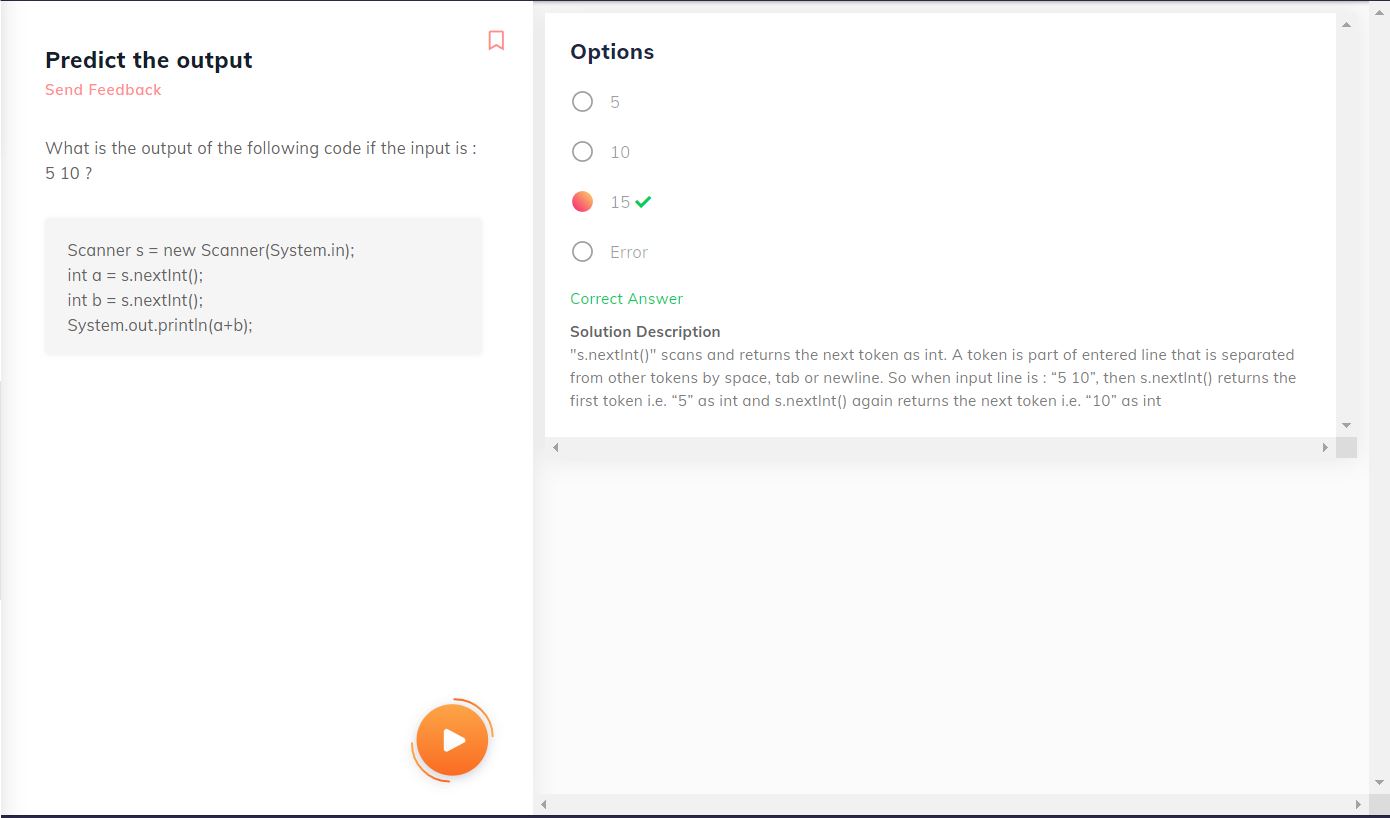 Predict the output
Send Feedback
What is the output of the following code if the input is :
5 10 ?
Scanner s = new Scanner(System.in);
int a = s.nextInt();
int b = s.nextInt();
System.out.println(a+b);
Options
5
10
15
Error
Correct Answer
Solution Description
"s.nextInt()" scans and returns the next token as int. A token is part of entered line that is separated
from other tokens by space, tab or newline. So when input line is : “5 10”, then s.nextInt() returns the
first token i.e. “5” as int and s.nextInt() again returns the next token i.e. “10” as int